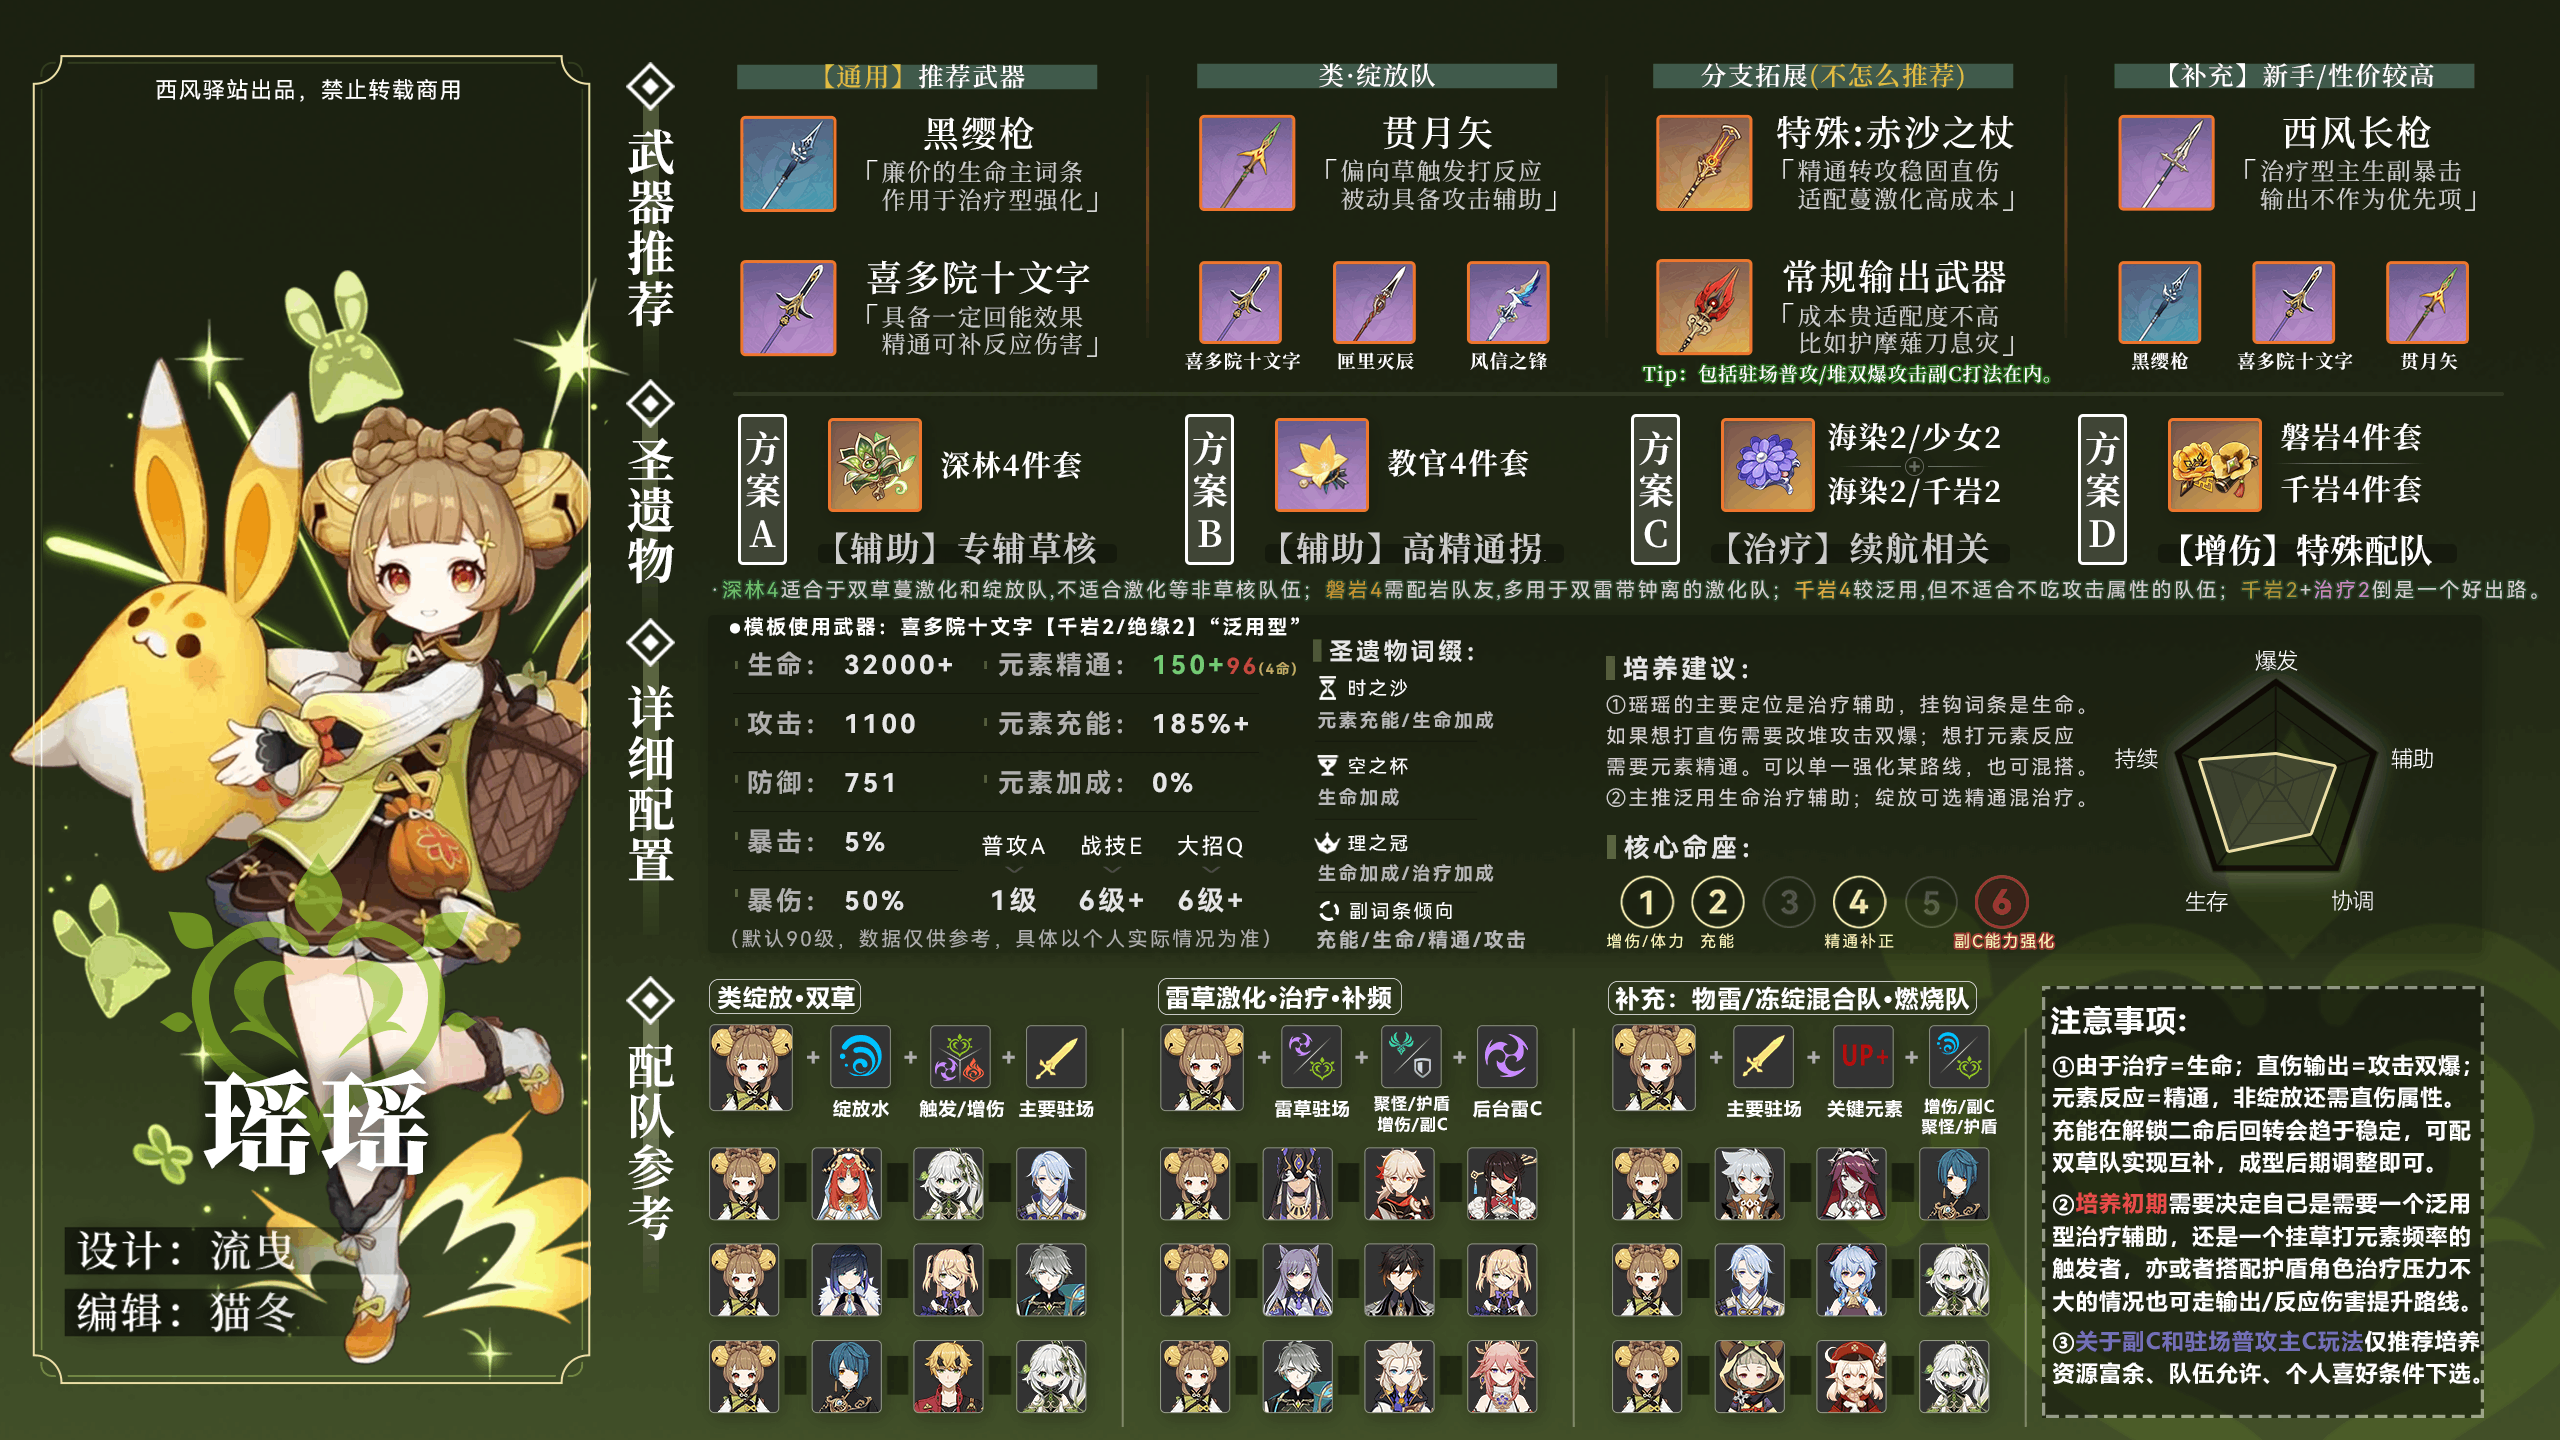 西风驿站出品，禁止转载商用
瑶瑶
设计：流曳
编辑：猫冬
武器推荐
【通用】推荐武器
黑缨枪
「廉价的生命主词条
作用于治疗型强化」
喜多院十文字
「具备一定回能效果
精通可补反应伤害」
类·绽放队
贯月矢
「偏向草触发打反应
被动具备攻击辅助」
喜多院十文字
匣里灭辰
风信之锋
分支拓展(不怎么推荐)
特殊:赤沙之杖
「精通转攻稳固直伤
适配蔓激化高成本」
常规输出武器
「成本贵适配度不高
比如护摩薙刀息灾」
Tip：包括驻场普攻/堆双爆攻击副C打法在内。
【补充】新手/性价较高
西风长枪
「治疗型主生副暴击
输出不作为优先项」
黑缨枪
喜多院十文字
贯月矢
圣遗物
方案A
深林4件套
【辅助】专辅草核
方案B
教官4件套
【辅助】高精通拐
方案C
海染2/少女2
海染2/千岩2
【治疗】续航相关
方案D
磐岩4件套
千岩4件套
【增伤】特殊配队
·深林4适合于双草蔓激化和绽放队,不适合激化等非草核队伍；磐岩4需配岩队友,多用于双雷带钟离的激化队；千岩4较泛用,但不适合不吃攻击属性的队伍；千岩2+治疗2倒是一个好出路。
详细配置
●模板使用武器：喜多院十文字【千岩2/绝缘2】“泛用型”
生命：32000+
元素精通：150+96(4命)
攻击：1100
元素充能：185%+
防御：751
元素加成：0%
暴击：5%
普攻A 战技E 大招Q
暴伤：50%
1级 6级+ 6级+
（默认90级，数据仅供参考，具体以个人实际情况为准）
圣遗物词缀：
时之沙
元素充能/生命加成
空之杯
生命加成
理之冠
生命加成/治疗加成
副词条倾向
充能/生命/精通/攻击
培养建议：
①瑶瑶的主要定位是治疗辅助，挂钩词条是生命。
如果想打直伤需要改堆攻击双爆；想打元素反应
需要元素精通。可以单一强化某路线，也可混搭。
②主推泛用生命治疗辅助；绽放可选精通混治疗。
核心命座：
1 2 3 4 5 6
增伤/体力 充能 精通补正 副C能力强化
爆发
辅助
协调
生存
持续
配队参考
类绽放·双草
绽放水
触发/增伤
主要驻场
雷草激化·治疗·补频
雷草驻场
聚怪/护盾
增伤/副C
后台雷C
补充：物雷/冻绽混合队·燃烧队
UP+
主要驻场
关键元素
增伤/副C
聚怪/护盾
注意事项:
①由于治疗=生命；直伤输出=攻击双爆；
元素反应=精通，非绽放还需直伤属性。
充能在解锁二命后回转会趋于稳定，可配
双草队实现互补，成型后期调整即可。
②培养初期需要决定自己是需要一个泛用
型治疗辅助，还是一个挂草打元素频率的
触发者，亦或者搭配护盾角色治疗压力不
大的情况也可走输出/反应伤害提升路线。
③关于副C和驻场普攻主C玩法仅推荐培养
资源富余、队伍允许、个人喜好条件下选。